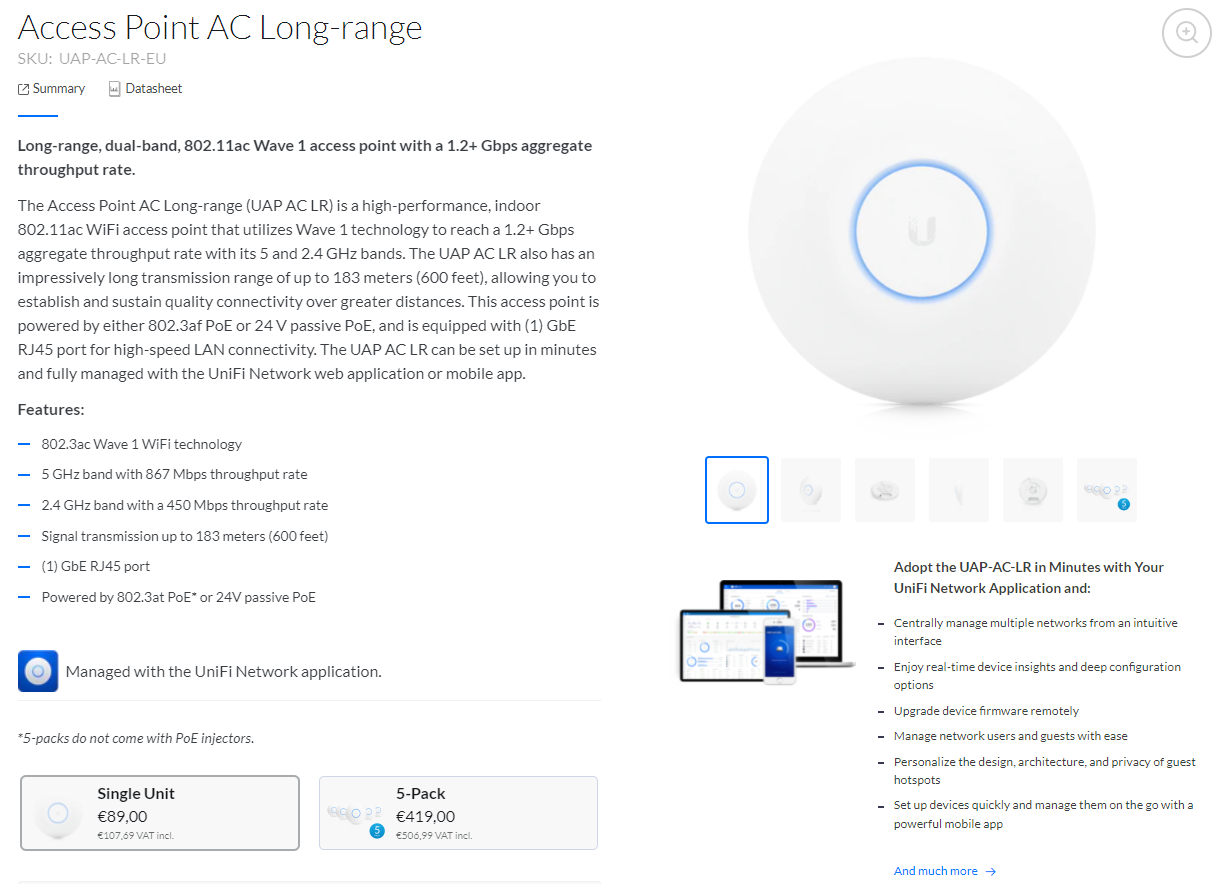 Access Point AC Long-range
SKU: UAP-AC-LR-EU
Summary Datasheet
Long-range, dual-band, 802.11ac Wave 1 access point with a 1.2+ Gbps aggregate
throughput rate.
The Access Point AC Long-range (UAP AC LR) is a high-performance, indoor
802.11ac WiFi access point that utilizes Wave 1 technology to reach a 1.2+ Gbps
aggregate throughput rate with its 5 and 2.4 GHz bands. The UAP AC LR also has an
impressively long transmission range of up to 183 meters (600 feet), allowing you to
establish and sustain quality connectivity over greater distances. This access point is
powered by either 802.3af PoE or 24 V passive PoE, and is equipped with (1) GbE
RJ45 port for high-speed LAN connectivity. The UAP AC LR can be set up in minutes
and fully managed with the UniFi Network web application or mobile app.
Features:
802.3ac Wave 1 WiFi technology
5 GHz band with 867 Mbps throughput rate
2.4 GHz band with a 450 Mbps throughput rate
Signal transmission up to 183 meters (600 feet)
(1) GbE RJ45 port
Powered by 802.3at PoE* or 24V passive PoE
Managed with the UniFi Network application.
*5-packs do not come with PoE injectors.
Single Unit
€89,00
€107,69 VAT incl.
5-Pack
€419,00
€506,99 VAT incl.
5
5
Adopt the UAP-AC-LR in Minutes with Your
UniFi Network Application and:
Centrally manage multiple networks from an intuitive
interface
Enjoy real-time device insights and deep configuration
options
Upgrade device firmware remotely
Manage network users and guests with ease
Personalize the design, architecture, and privacy of guest
hotspots
Set up devices quickly and manage them on the go with a
powerful mobile app
And much more